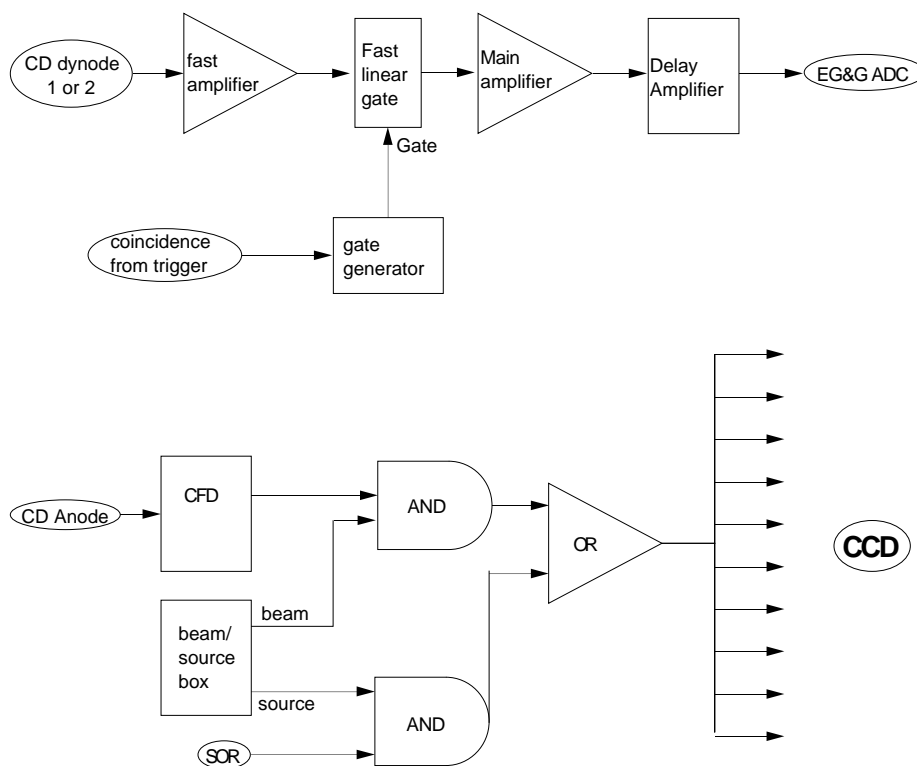 CD dynode
1 or 2
fast
amplifier
Fast
linear
gate
Main
amplifier
Delay
Amplifier
EG&G ADC
Gate
coincidence
from trigger
gate
generator
CD Anode
CFD
AND
OR
CCD
beam
beam/
source
box
source
AND
SOR